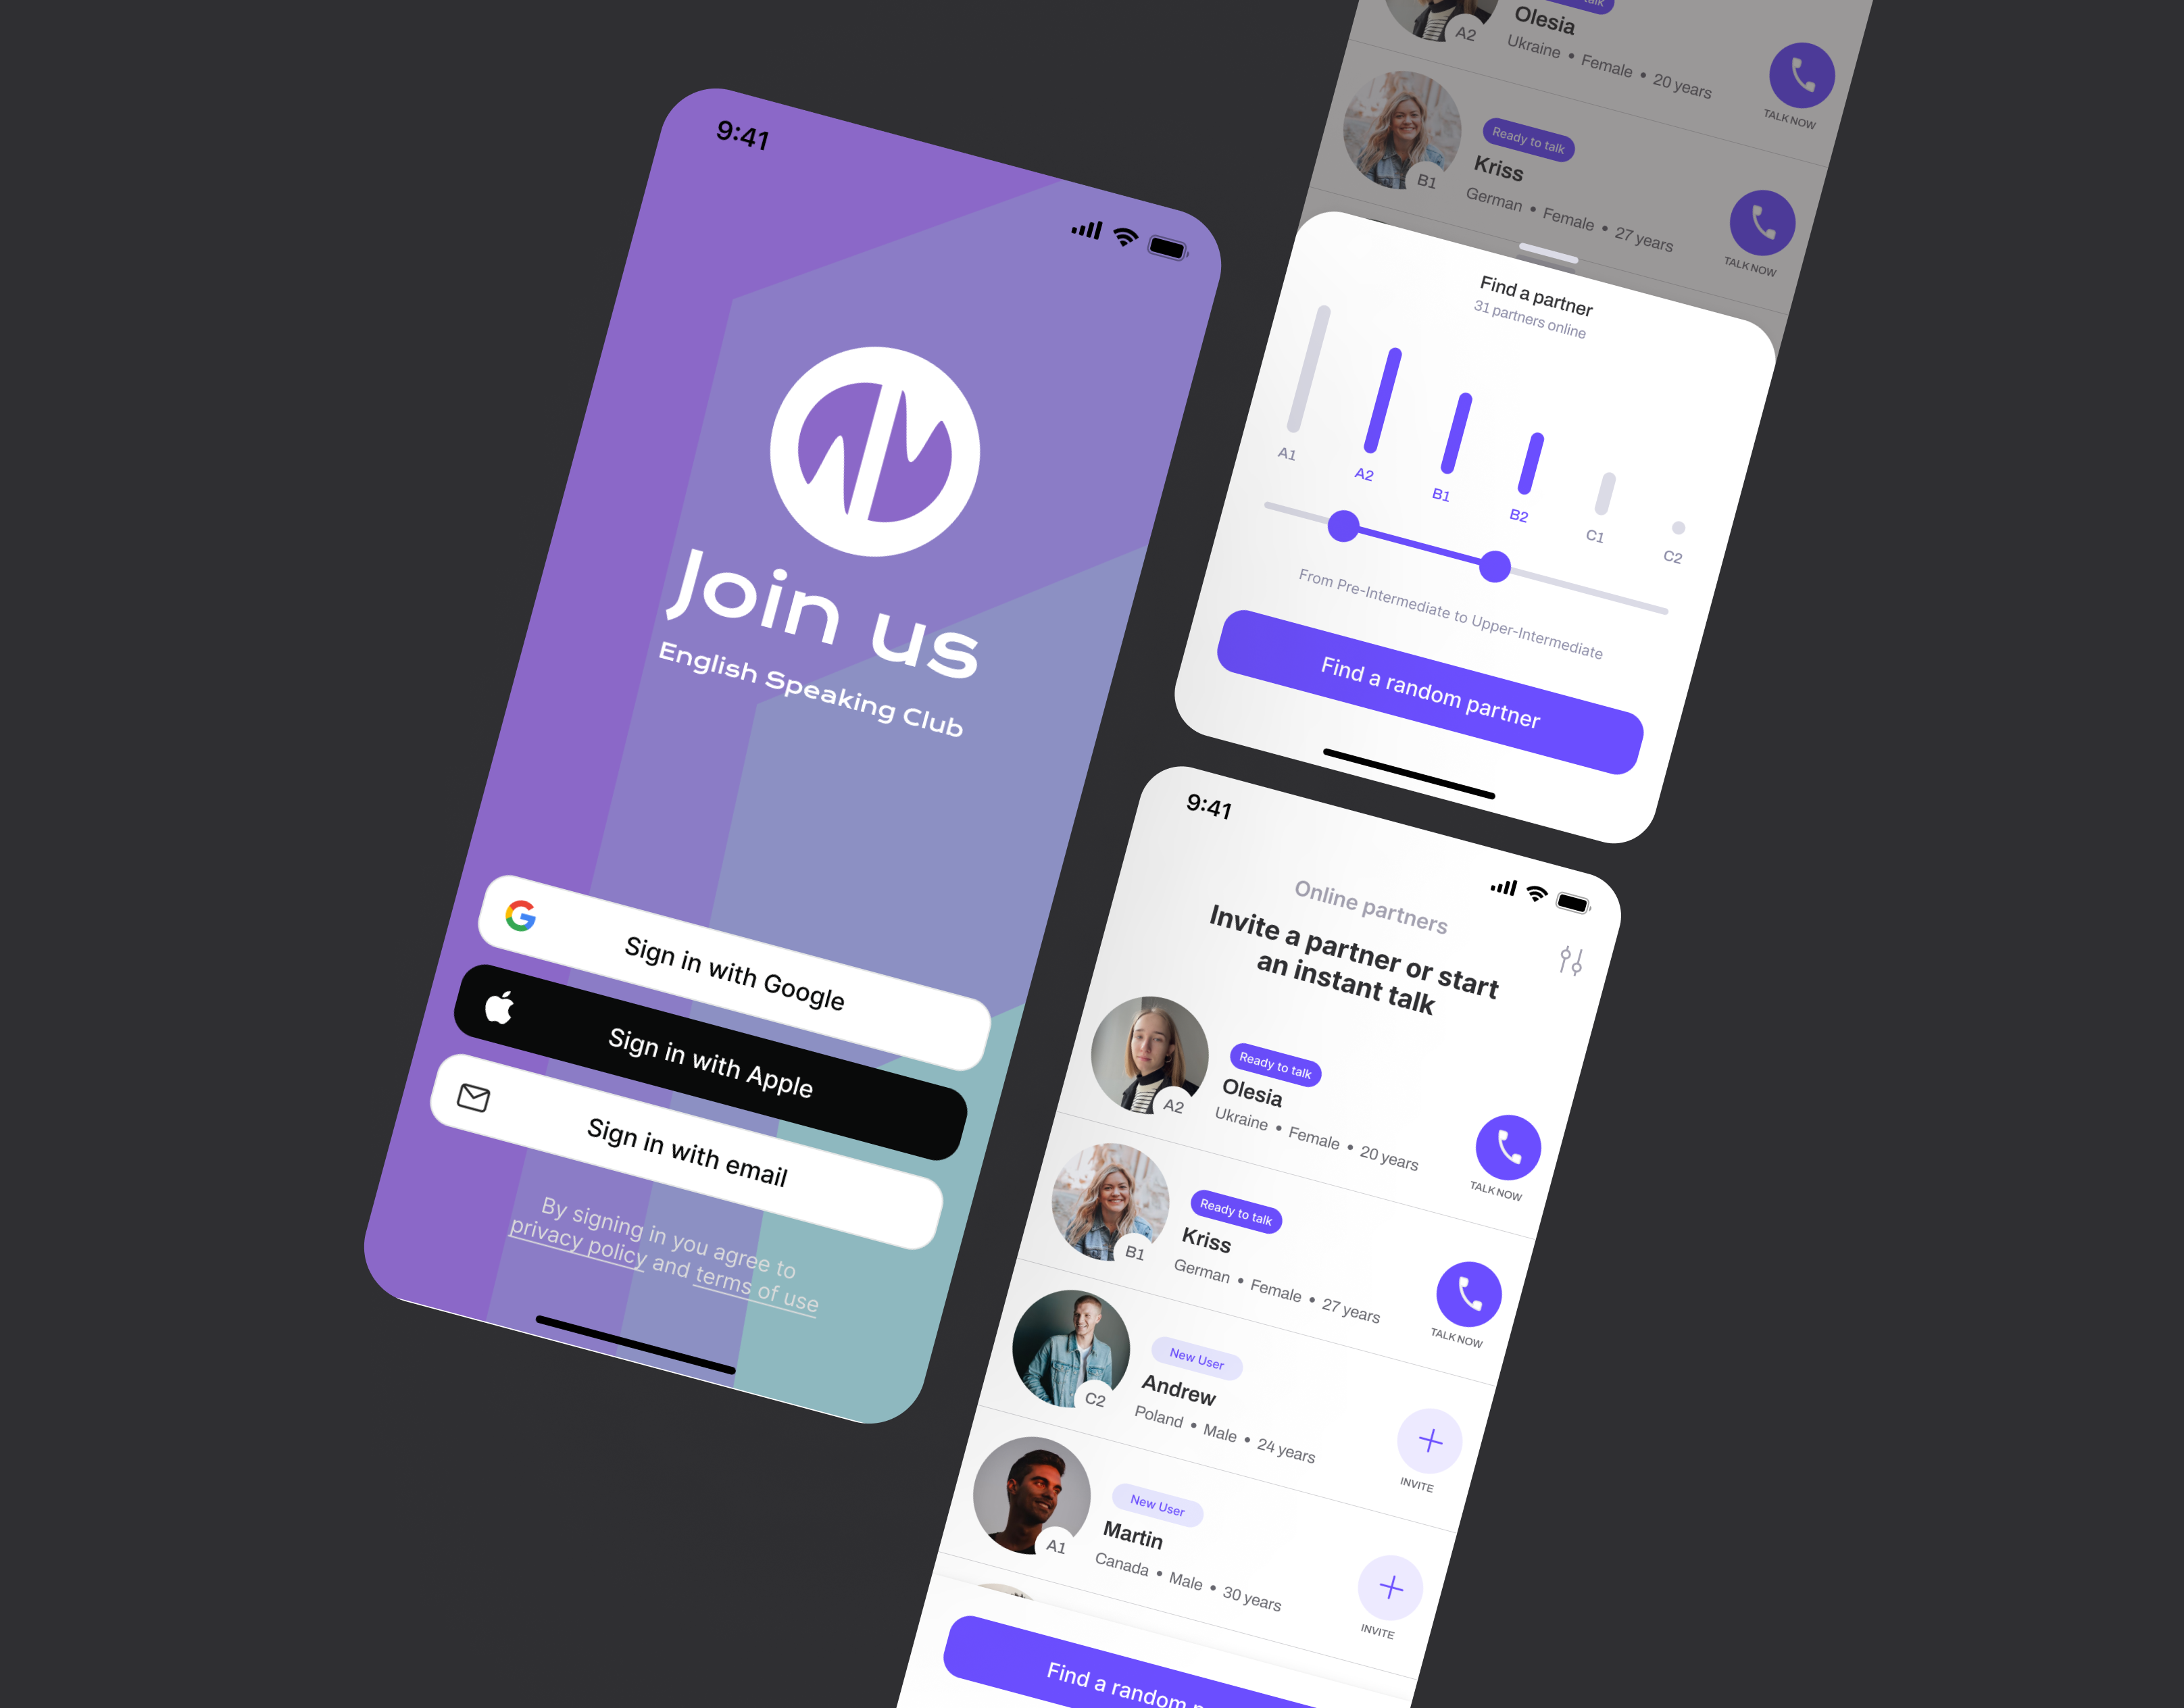 9:41
Join us
English Speaking Club
Sign in with Google
Sign in with Apple
Sign in with email
By signing in you agree to
privacy policy and terms of use
talk
Olesia
Ukraine • Female • 20 years
A2
TALK NOW
Ready to talk
Kriss
German • Female • 27 years
B1
TALK NOW
Find a partner
31 partners online
A1
A2
B1
B2
C1
C2
From Pre-Intermediate to Upper-Intermediate
Find a random partner
9:41
Online partners
Invite a partner or start
an instant talk
Ready to talk
Olesia
Ukraine • Female • 20 years
A2
TALK NOW
Ready to talk
Kriss
German • Female • 27 years
B1
TALK NOW
New User
Andrew
Poland • Male • 24 years
C2
INVITE
New User
Martin
Canada • Male • 30 years
A1
INVITE
Find a random